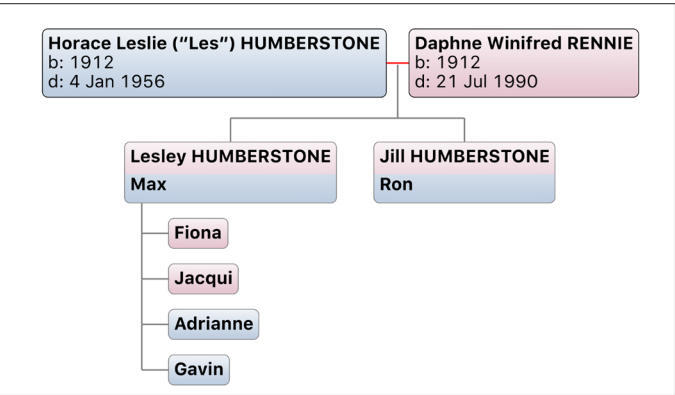 Horace Leslie (“Les”) HUMBERSTONE
b: 1912
d: 4 Jan 1956
Daphne Winifred RENNIE
b: 1912
d: 21 Jul 1990
Lesley HUMBERSTONE
Max
Jill HUMBERSTONE
Ron
Fiona
Jacqui
Adrianne
Gavin